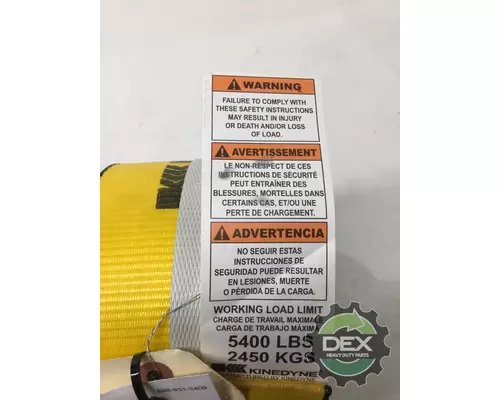 WARNING
FAILURE TO COMPLY WITH
THESE SAFETY INSTRUCTIONS
MAY RESULT IN INJURY
OR DEATH AND/OR LOSS
OF LOAD.
AVERTISSEMENT
LE NON-RESPECT DE CES
INSTRUCTIONS DE SÉCURITÉ
PEUT ENTRAÎNER DES
BLESSURES, MORTELLES DANS
CERTAINS CAS, ET/OU UNE
PERTE DE CHARGEMENT.
ADVERTENCIA
NO SEGUIR ESTAS
INSTRUCCIONES DE
SEGURIDAD PUEDE RESULTAR
EN LESIONES, MUERTE
O PÉRDIDA DE LA CARGA.
WORKING LOAD LIMIT
CHARGE DE TRAVAIL MAXIMALE
CARGA DE TRABAJO MÁXIMA
5400 LBS
2450 KGS
KINEDYNE
BY KINEDYNE
DEX
HEAVY DUTY PARTS